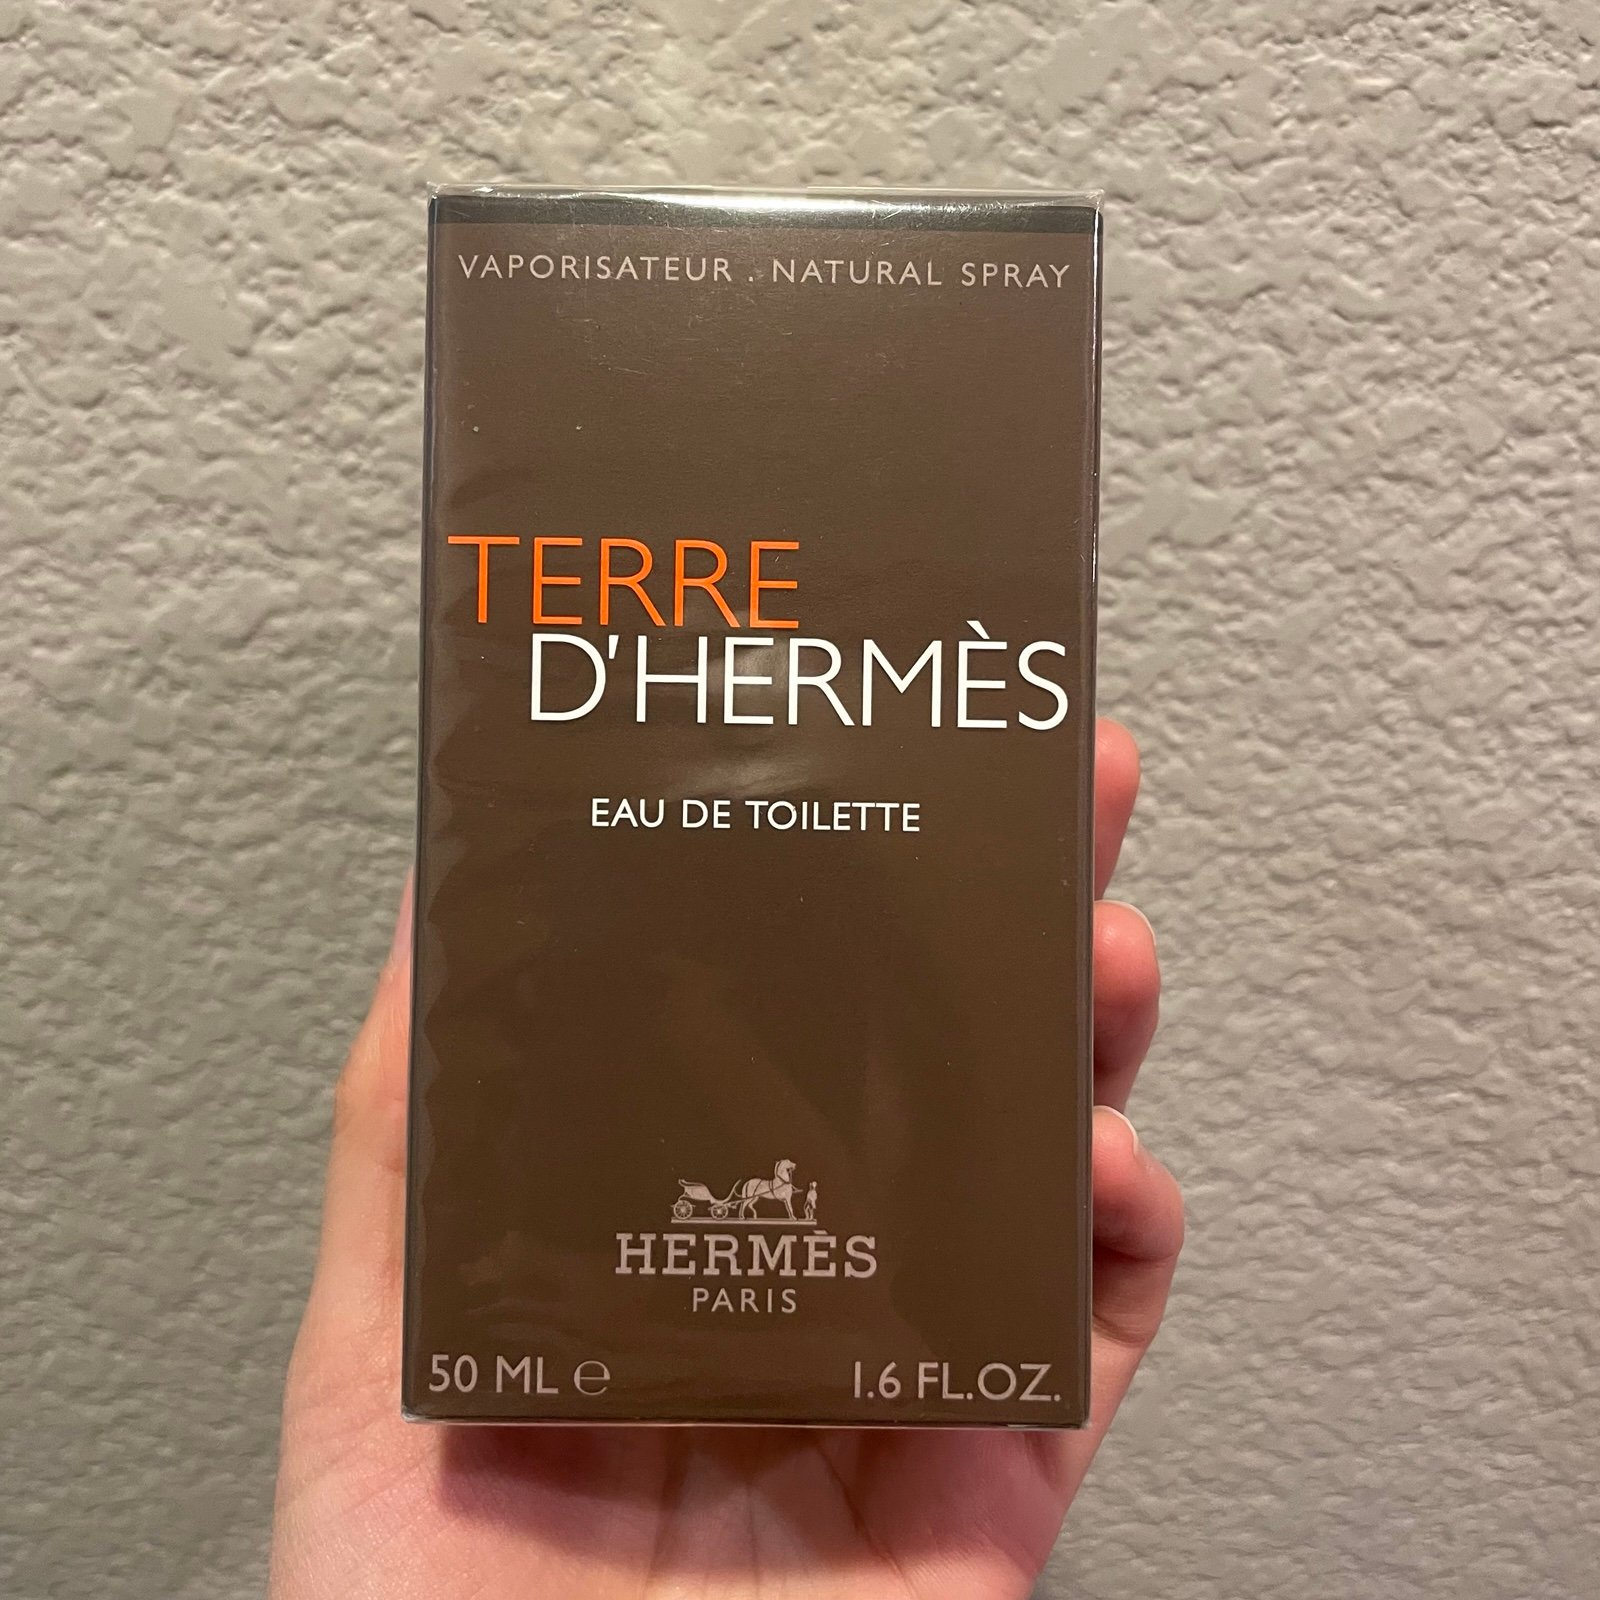 VAPORISATEUR . NATURAL SPRAY
TERRE
D'HERMÈS
EAU DE TOILETTE
HERMÈS
PARIS
50 ML ℮ 1.6 FL.OZ.